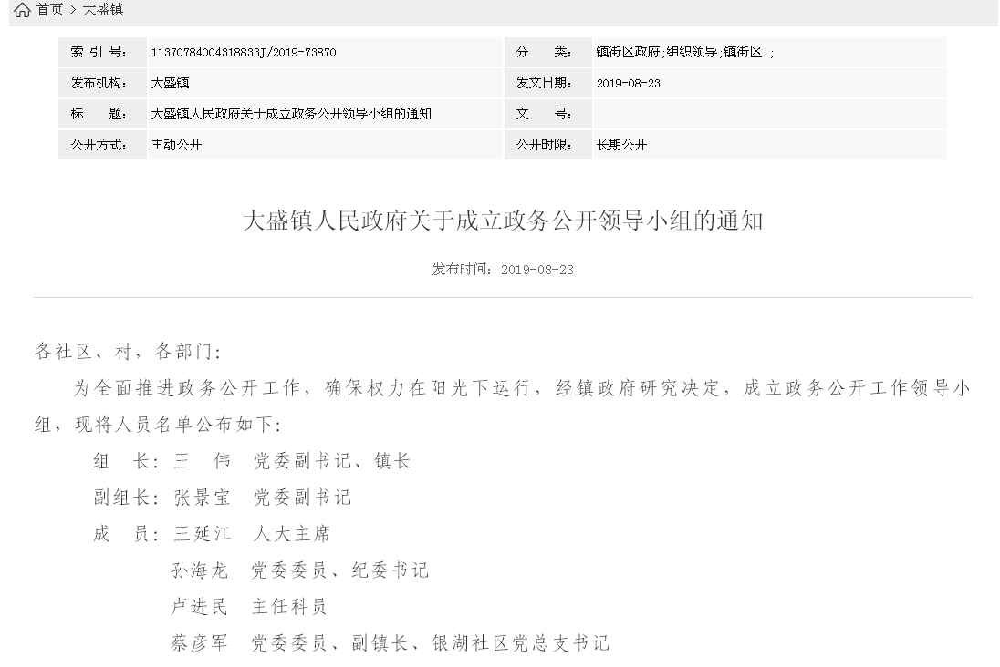 首页 > 大盛镇
索 引 号： 11370784004318833J/2019-73870 分　　类： 镇街区政府;组织领导;镇街区 ;
发布机构： 大盛镇 发文日期： 2019-08-23
标　　题： 大盛镇人民政府关于成立政务公开领导小组的通知 文　　号：
公开方式： 主动公开 公开时限： 长期公开
大盛镇人民政府关于成立政务公开领导小组的通知
发布时间：2019-08-23
各社区、村，各部门：
为全面推进政务公开工作，确保权力在阳光下运行，经镇政府研究决定，成立政务公开工作领导小
组，现将人员名单公布如下：
组　长：王　伟　党委副书记、镇长
副组长：张景宝　党委副书记
成　员：王延江　人大主席
孙海龙　党委委员、纪委书记
卢进民　主任科员
蔡彦军　党委委员、副镇长、银湖社区党总支书记